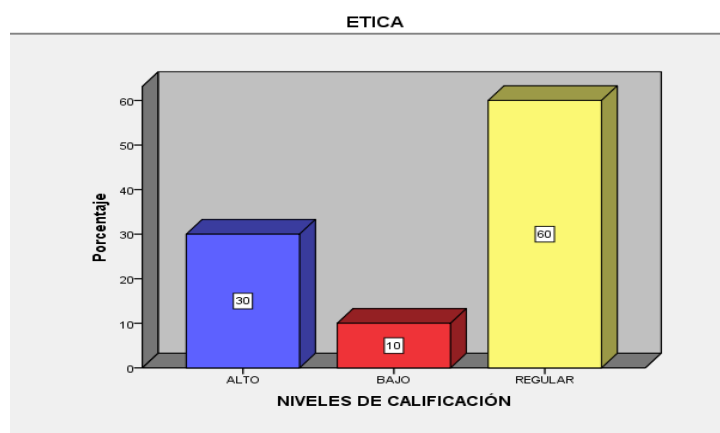 ETICA
Porcentaje
60
50
40
30
20
10
0
30
10
60
ALTO BAJO REGULAR
NIVELES DE CALIFICACIÓN